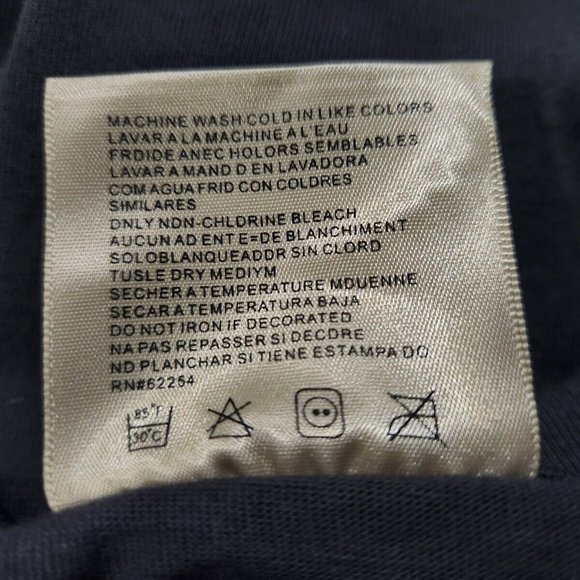 MACHINE WASH COLD IN LIKE COLORS
LAVAR A LA MACHINE A L'EAU
FRDIDE ANEC HOLORS SEMBLABLES
LAVAR A MAND D EN LAVADORA
COM AGUA FRID CON COLDRES
SIMILARES
DNLY NDN-CHLDRINE BLEACH
AUCUN AD ENT E=DE BLANCHIMENT
SOLOBLANQUEADDR SIN CLORD
TUSLE DRY MEDIYM
SECHER A TEMPERATURE MDUENNE
SECAR A TEMPERATURA BAJA
DO NOT IRON IF DECORATED
NA PAS REPASSER SI DECDRE
ND PLANCHAR SI TIENE ESTAMPA DO
RN#62254
85°F
30°C